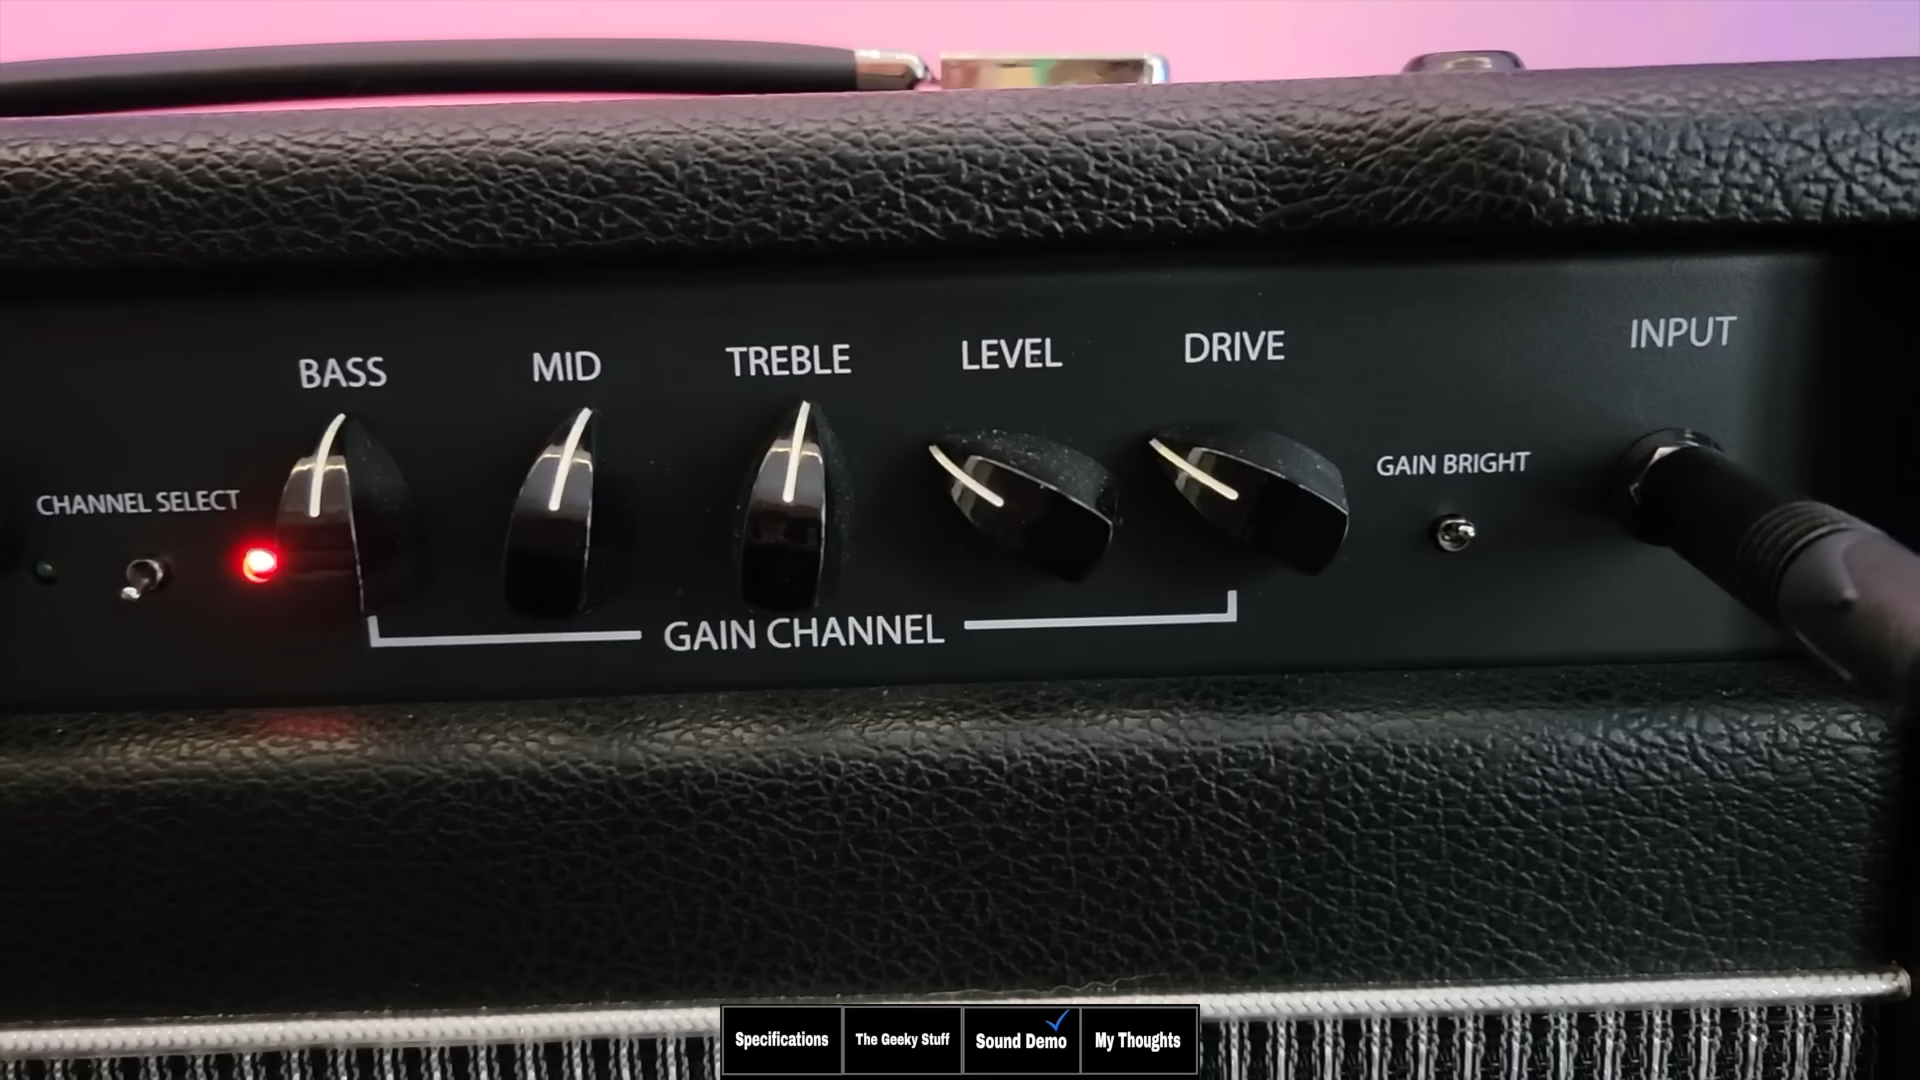 BASS
MID
TREBLE
LEVEL
DRIVE
INPUT
CHANNEL SELECT
GAIN BRIGHT
GAIN CHANNEL
Specifications
The Geeky Stuff
Sound Demo
My Thoughts